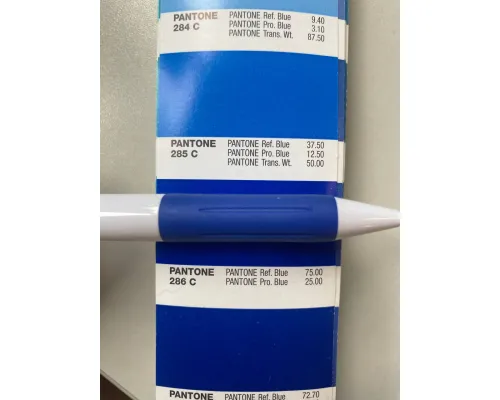 PANTONE PANTONE Ref. Blue 9.40
284 C PANTONE Pro. Blue 3.10
PANTONE Trans. Wt. 87.50
PANTONE PANTONE Ref. Blue 37.50
285 C PANTONE Pro. Blue 12.50
PANTONE Trans. Wt. 50.00
PANTONE PANTONE Ref. Blue 75.00
286 C PANTONE Pro. Blue 25.00
PANTONE PANTONE Ref. Blue 72.70